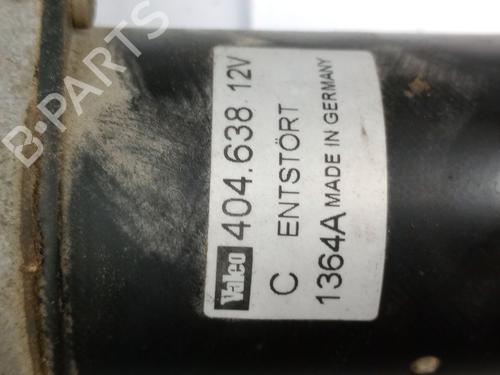 Valeo 404.638 12V
C ENTSTÖRT
1364A MADE IN GERMANY
B-PARTS